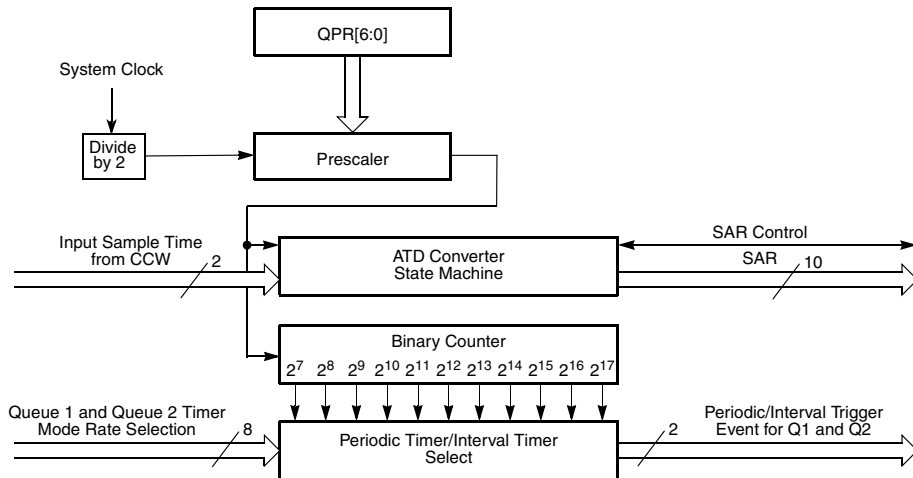 QPR[6:0]
System Clock
Divide
by 2
Prescaler
Input Sample Time
from CCW
2
ATD Converter
State Machine
SAR Control
SAR
10
Binary Counter
2^7 2^8 2^9 2^10 2^11 2^12 2^13 2^14 2^15 2^16 2^17
Queue 1 and Queue 2 Timer
Mode Rate Selection
8
Periodic Timer/Interval Timer
Select
2
Periodic/Interval Trigger
Event for Q1 and Q2